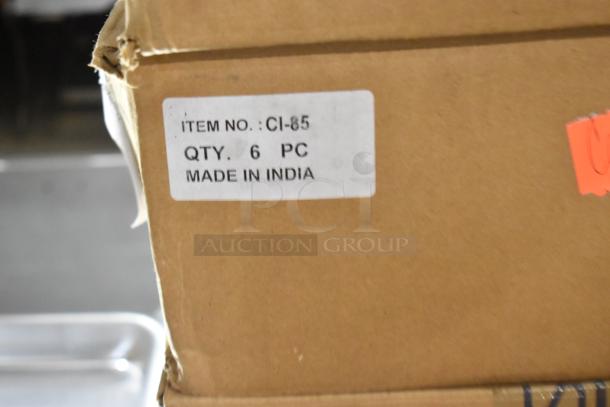 ITEM NO. : CI-85
QTY. 6 PC
MADE IN INDIA
PCI
AUCTION GROUP